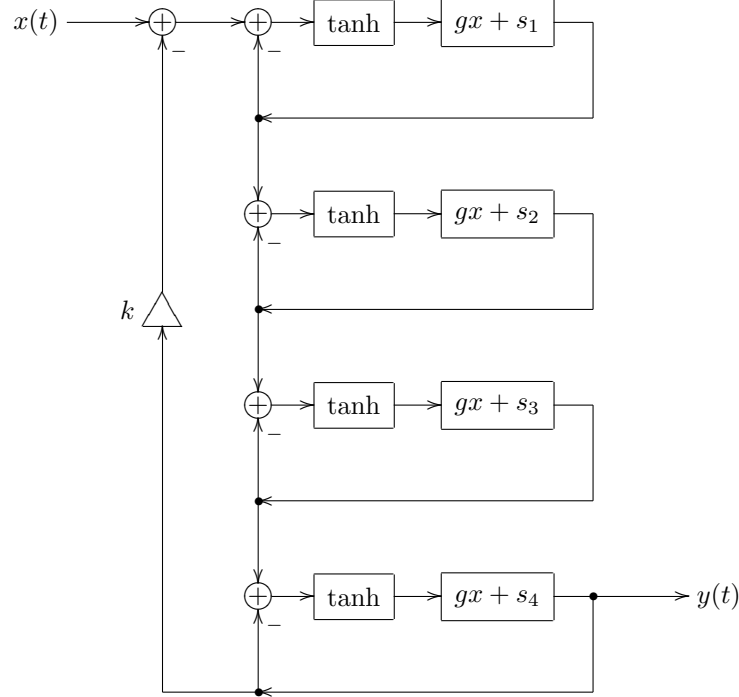 x(t) + + tanh gx + s₁
− −
+ tanh gx + s₂
−
k
+ tanh gx + s₃
−
+ tanh gx + s₄ y(t)
−